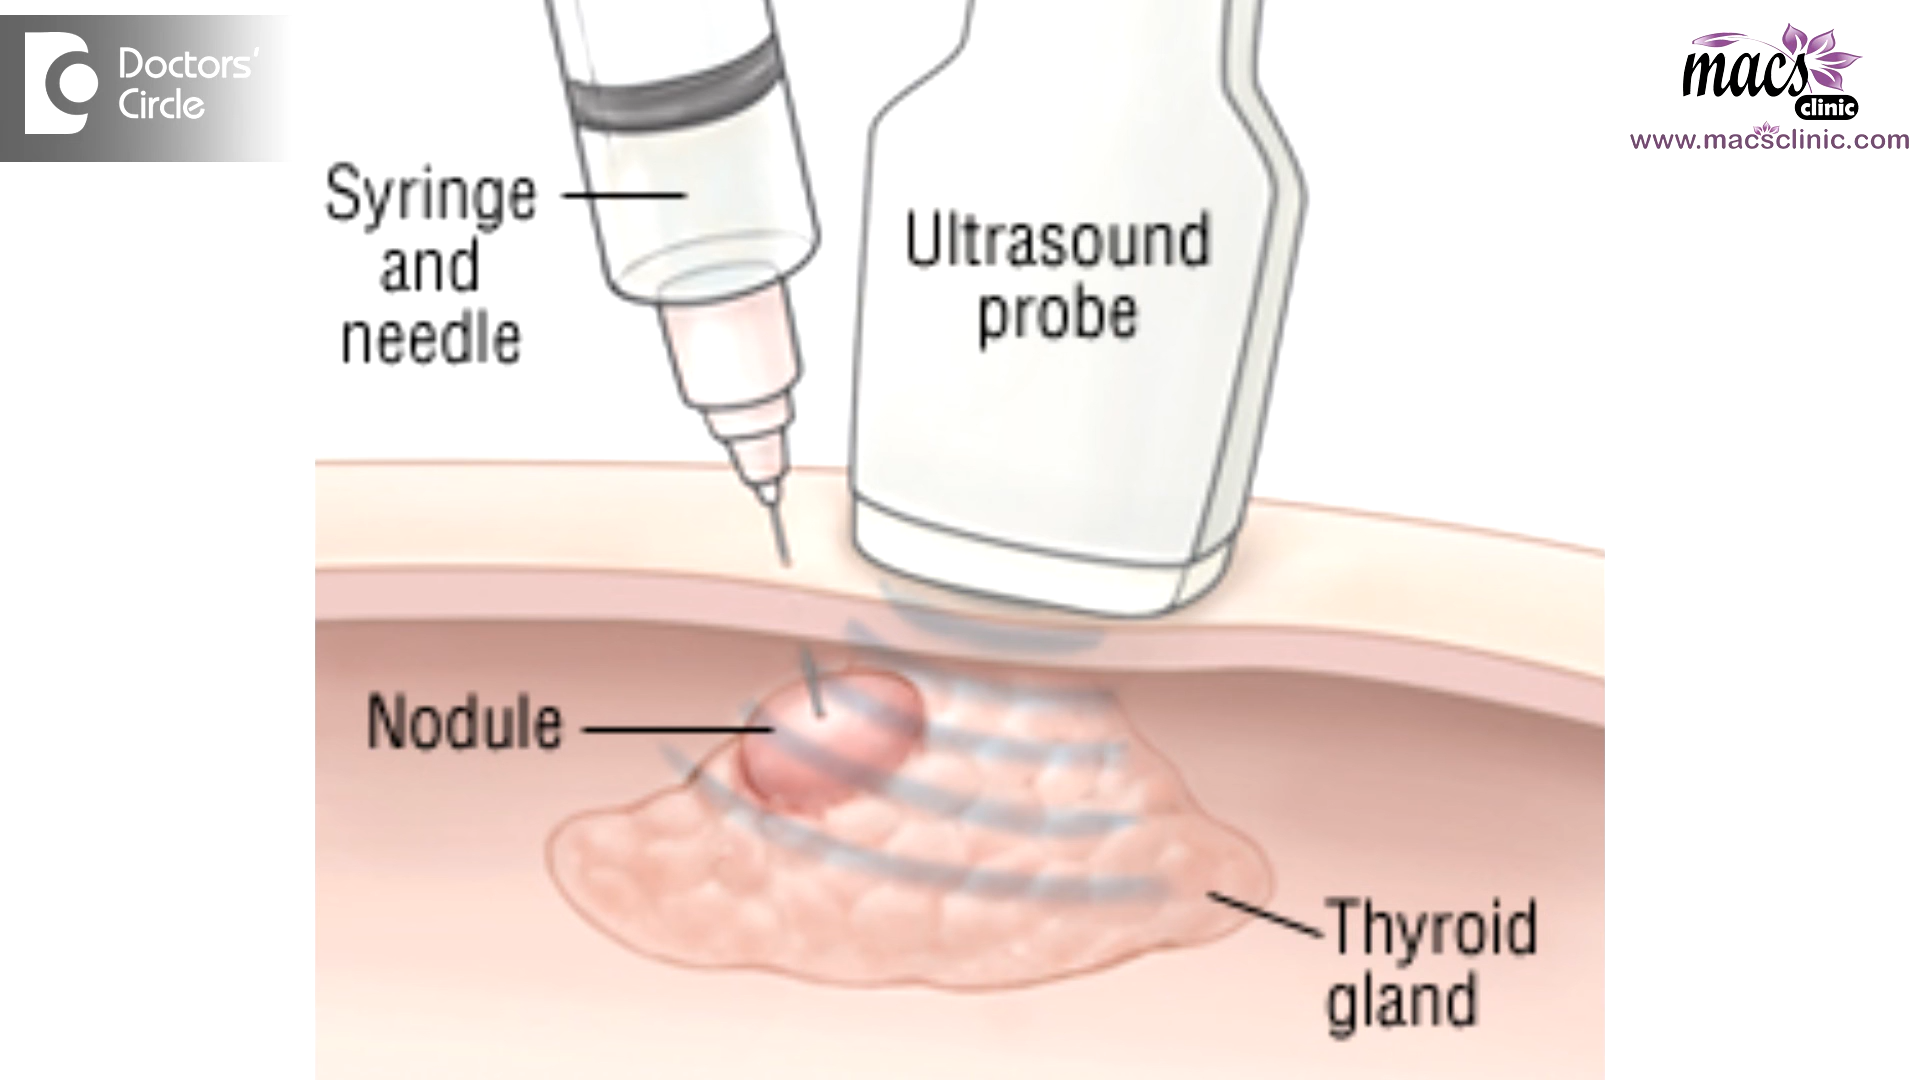 Doctors'
Circle
macs
clinic
www.macsclinic.com
Syringe
and
needle
Ultrasound
probe
Nodule
Thyroid
gland